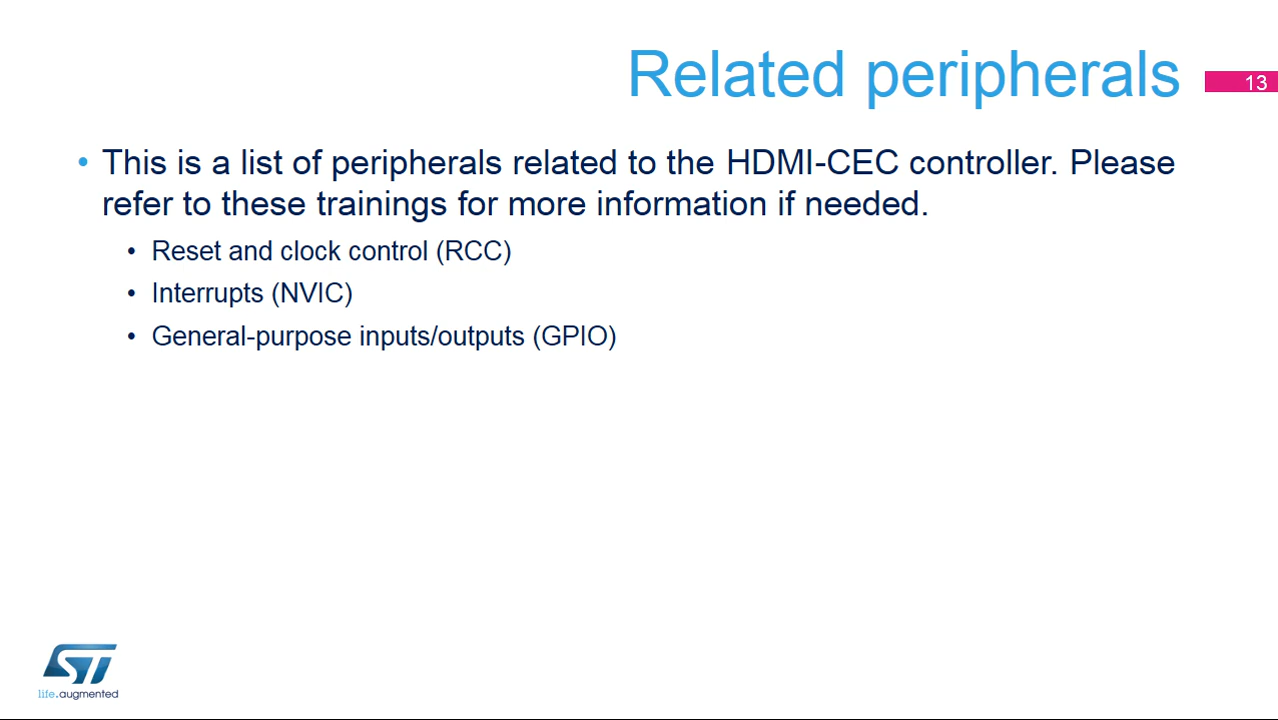 Related peripherals
13
• This is a list of peripherals related to the HDMI-CEC controller. Please
refer to these trainings for more information if needed.
• Reset and clock control (RCC)
• Interrupts (NVIC)
• General-purpose inputs/outputs (GPIO)
ST
life.augmented